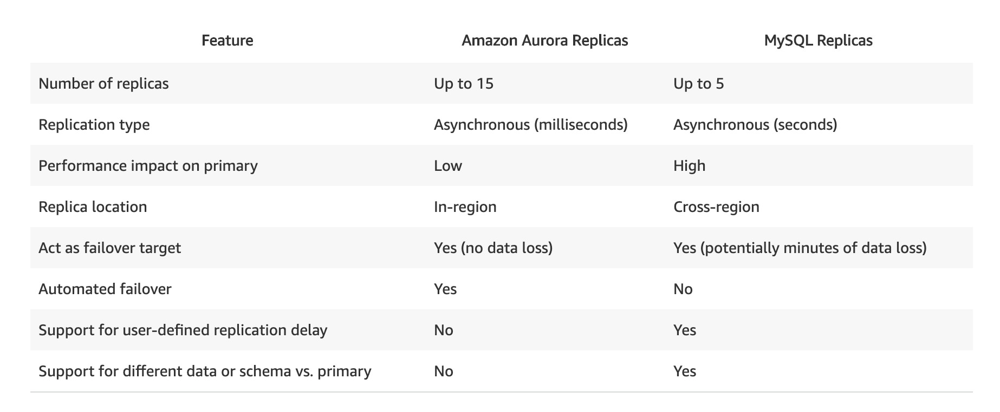 Feature Amazon Aurora Replicas MySQL Replicas
Number of replicas Up to 15 Up to 5
Replication type Asynchronous (milliseconds) Asynchronous (seconds)
Performance impact on primary Low High
Replica location In-region Cross-region
Act as failover target Yes (no data loss) Yes (potentially minutes of data loss)
Automated failover Yes No
Support for user-defined replication delay No Yes
Support for different data or schema vs. primary No Yes